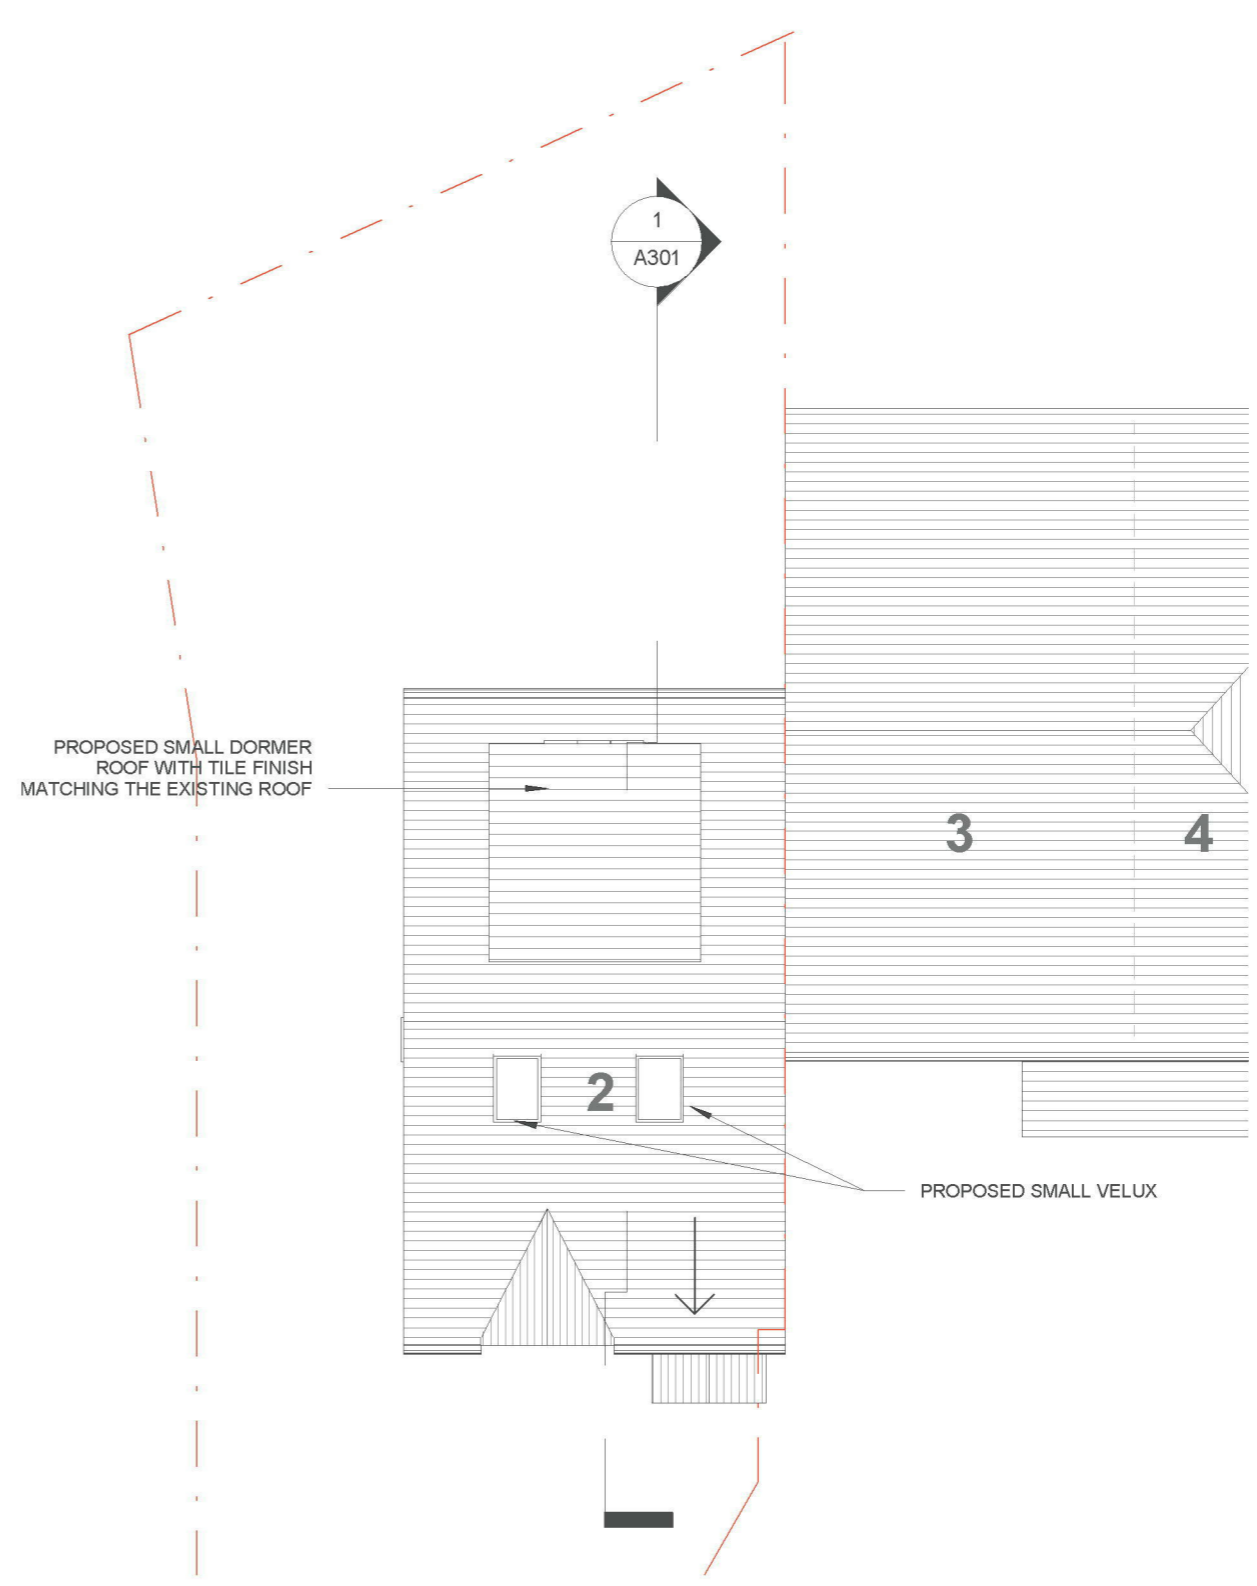 1
A301
PROPOSED SMALL DORMER
ROOF WITH TILE FINISH
MATCHING THE EXISTING ROOF
3
4
2
PROPOSED SMALL VELUX